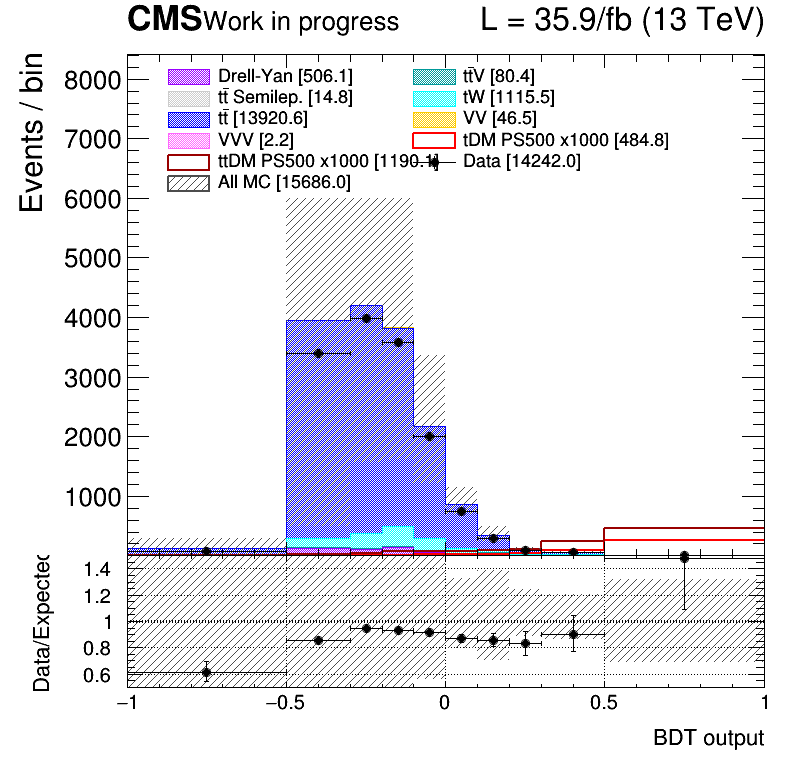 CMS Work in progress L = 35.9/fb (13 TeV)
Events / bin
8000
7000
6000
5000
4000
3000
2000
1000
Drell-Yan [506.1]
tt̄V [80.4]
tt̄ Semilep. [14.8]
tW [1115.5]
tt̄ [13920.6]
VV [46.5]
VVV [2.2]
tDM PS500 x1000 [484.8]
ttDM PS500 x1000 [1190.1]
Data [14242.0]
All MC [15686.0]
Data/Expected
1.4
1.2
1
0.8
0.6
−1 −0.5 0 0.5 1
BDT output